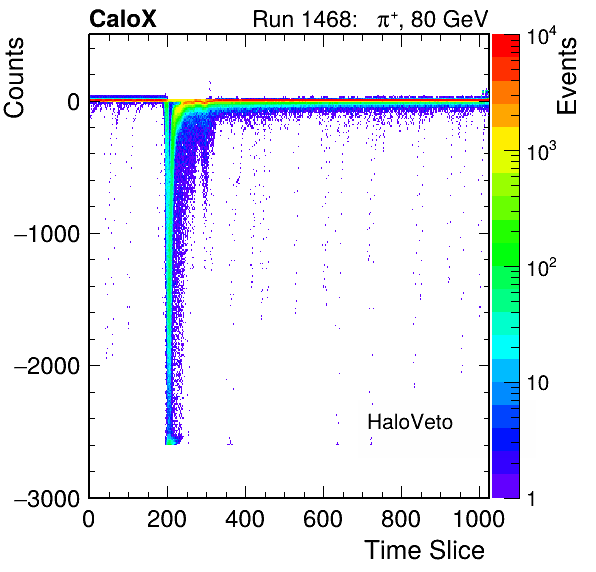 CaloX Run 1468: π⁺, 80 GeV
Counts
Events
0
−1000
−2000
−3000
0 200 400 600 800 1000
Time Slice
HaloVeto
10⁴
10³
10²
10
1